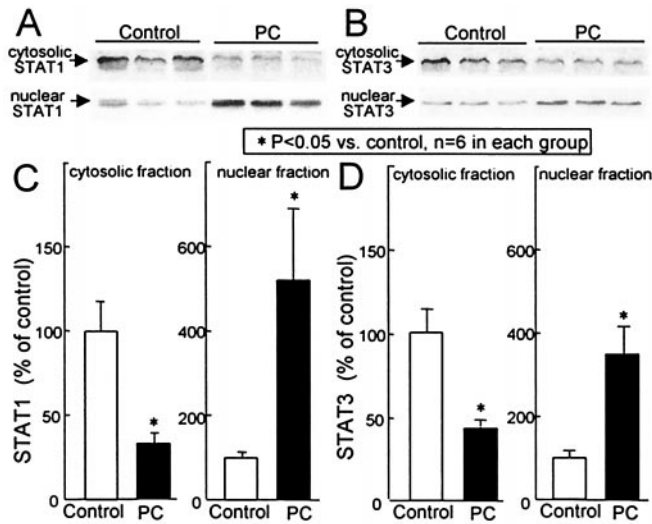 A
Control PC
cytosolic
STAT1
nuclear
STAT1
B
Control PC
cytosolic
STAT3
nuclear
STAT3
* P<0.05 vs. control, n=6 in each group
C
cytosolic fraction
nuclear fraction
STAT1 (% of control)
150
100
50
0
*
Control PC
600
400
200
0
*
Control PC
D
cytosolic fraction
nuclear fraction
STAT3 (% of control)
150
100
50
0
*
Control PC
600
400
200
0
*
Control PC